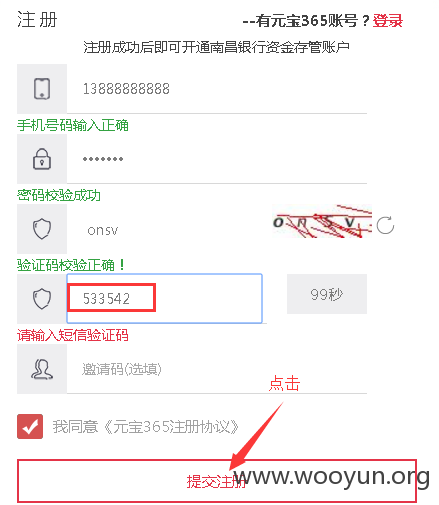 注册
--有元宝365账号？登录
注册成功后即可开通南昌银行资金存管账户
13888888888
手机号码输入正确
•••••••
密码校验成功
onsv
O N S V
验证码校验正确！
533542
99秒
请输入短信验证码
邀请码(选填)
点击
我同意《元宝365注册协议》
提交注册
www.wooyun.org